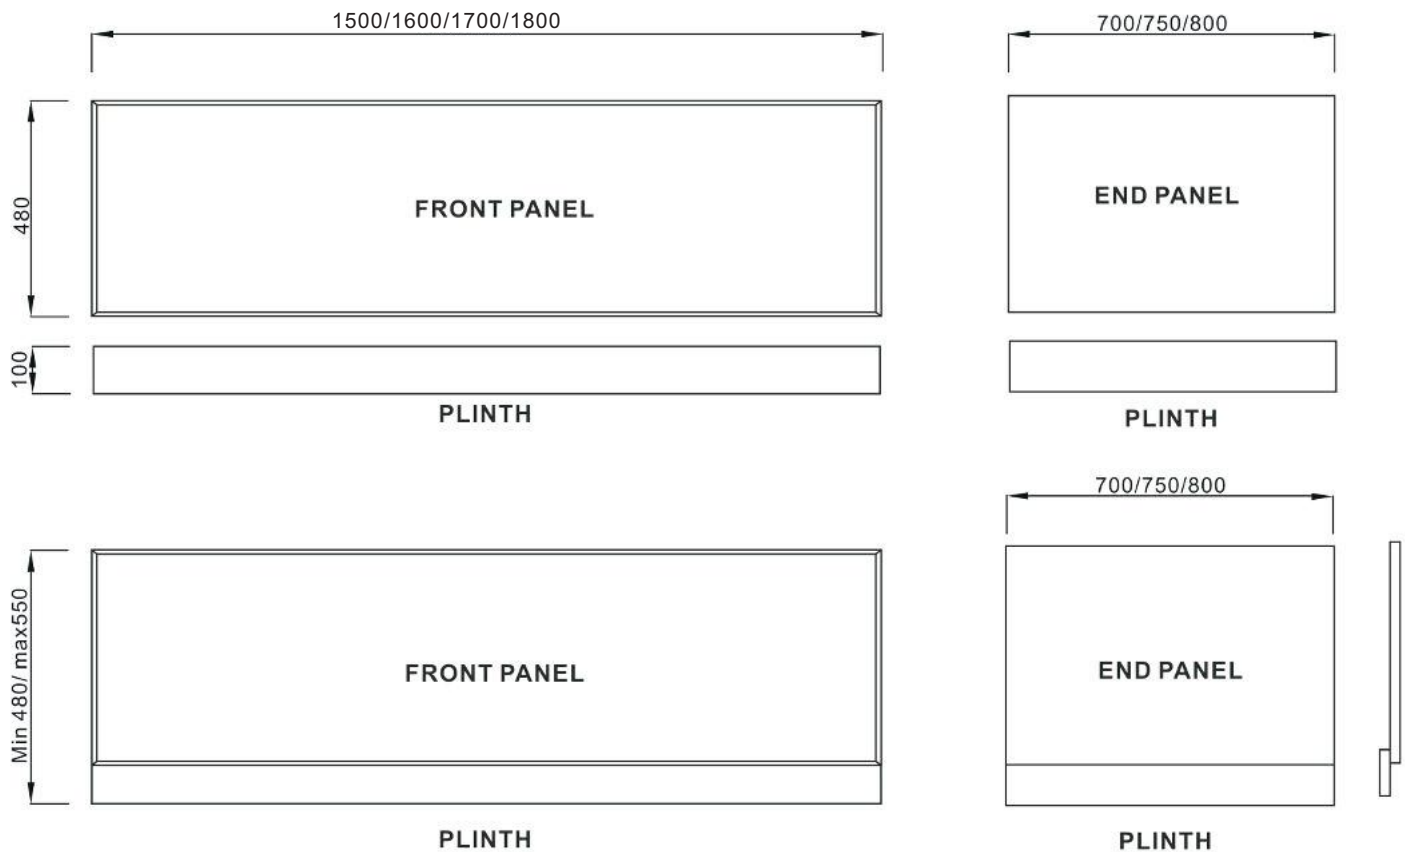 1500/1600/1700/1800
700/750/800
480
FRONT PANEL
END PANEL
100
PLINTH
PLINTH
700/750/800
Min 480/ max550
FRONT PANEL
END PANEL
PLINTH
PLINTH